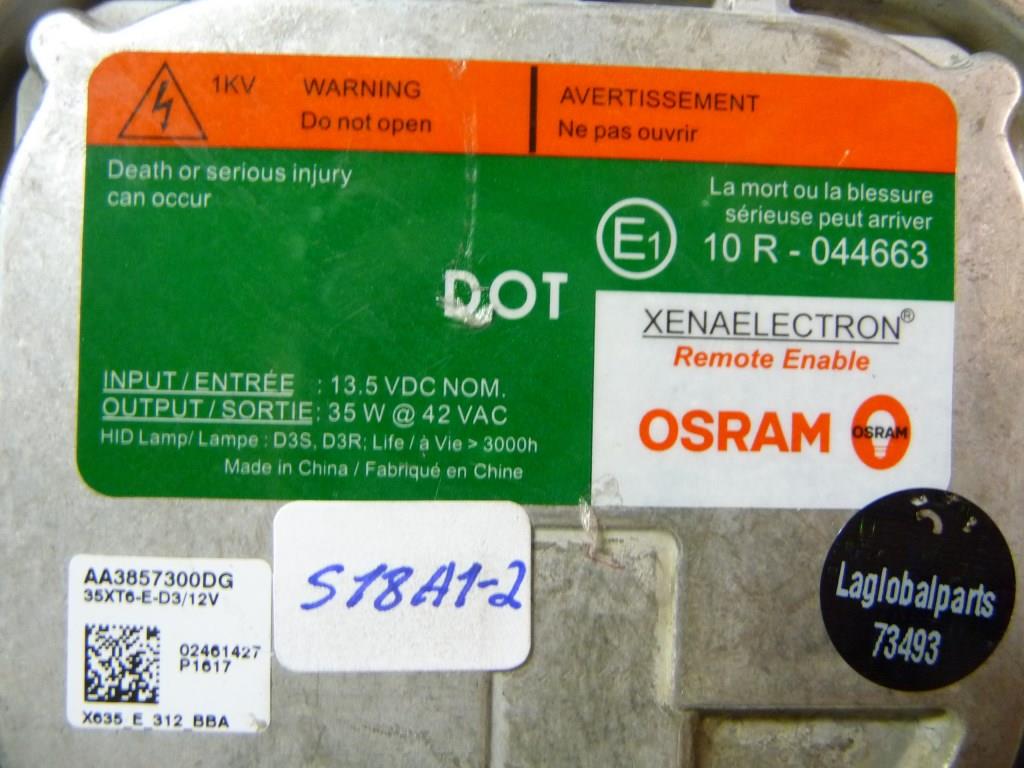 1KV
WARNING
Do not open
AVERTISSEMENT
Ne pas ouvrir
Death or serious injury
can occur
La mort ou la blessure
sérieuse peut arriver
E1
10 R - 044663
DOT
XENAELECTRON®
Remote Enable
OSRAM
OSRAM
INPUT / ENTRÉE : 13.5 VDC NOM.
OUTPUT / SORTIE : 35 W @ 42 VAC
HID Lamp/ Lampe : D3S, D3R; Life / à Vie > 3000h
Made in China / Fabriqué en Chine
AA3857300DG
35XT6-E-D3/12V
02461427
P1617
X635 E 312 BBA
S18A1-2
Laglobalparts
73493